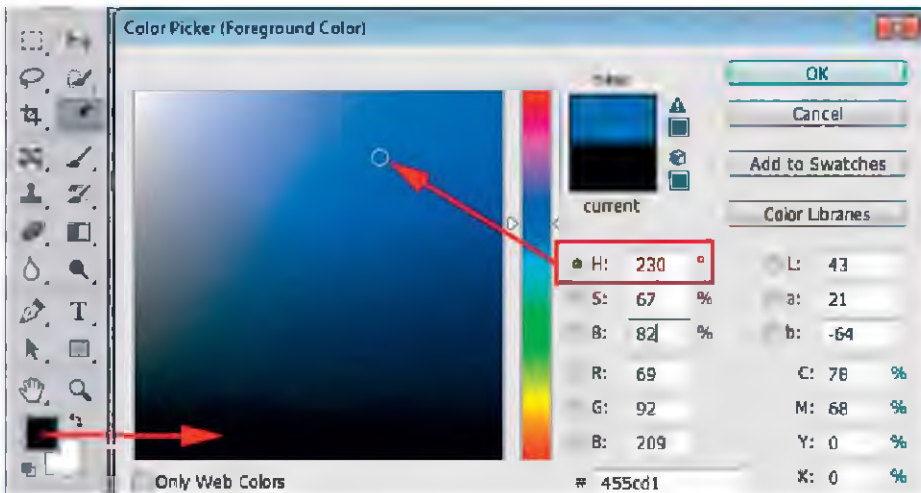 Color Picker (Foreground Color)
new
OK
Cancel
Add to Swatches
Color Libraries
current
H: 230 °
S: 67 %
B: 82 %
R: 69
G: 92
B: 209
L: 43
a: 21
b: -64
C: 78 %
M: 68 %
Y: 0 %
K: 0 %
T
Only Web Colors
# 455cd1